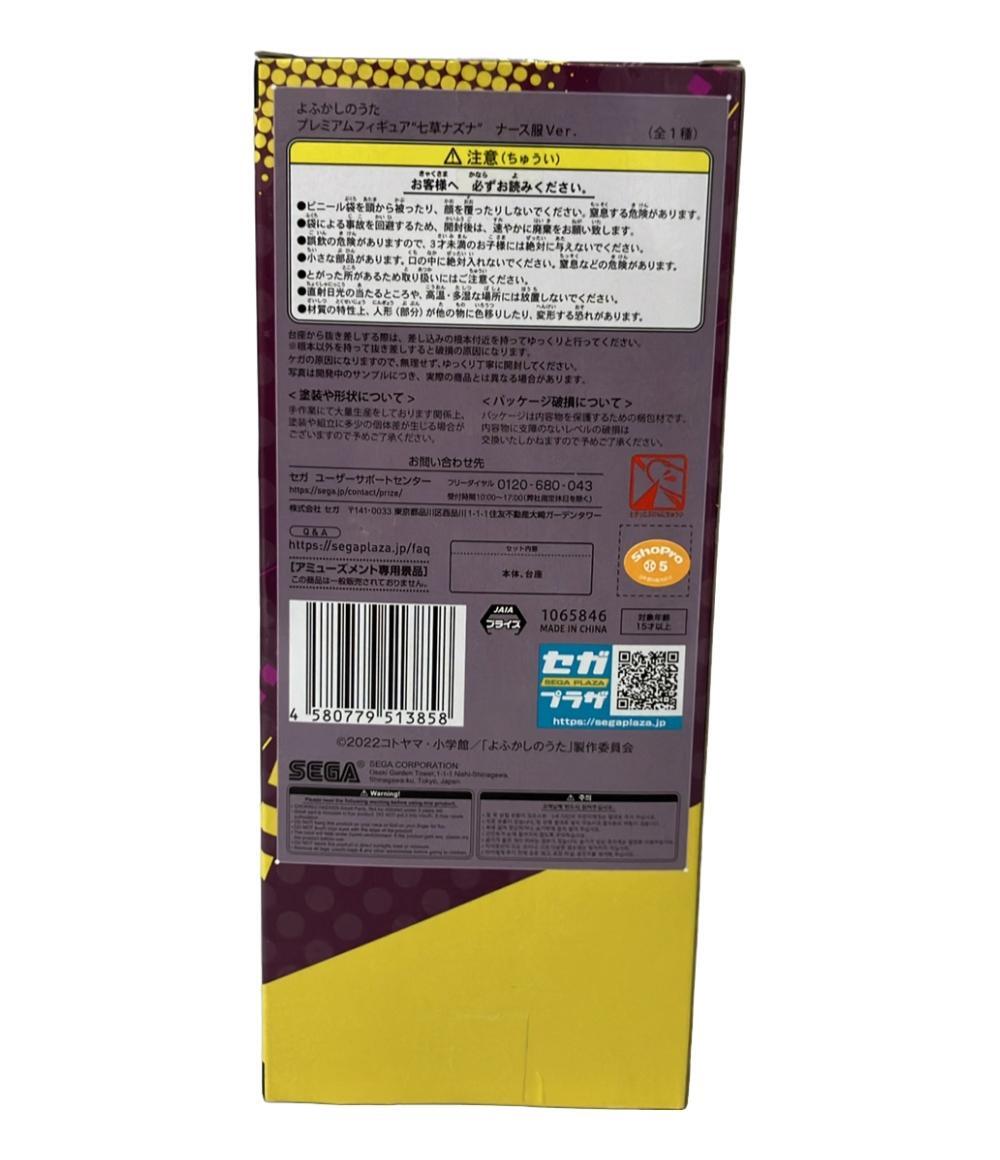 よふかしのうた
プレミアムフィギュア"七草ナズナ" ナース服Ver. (全1種)
⚠注意(ちゅうい)
お客様へ 必ずお読みください。
●ビニール袋を頭から被ったり、顔を覆ったりしないでください。窒息する危険があります。
●袋による事故を回避するため、開封後は、速やかに廃棄をお願い致します。
●誤飲の危険がありますので、3才未満のお子様には絶対に与えないでください。
●小さな部品があります。口の中に絶対入れないでください。窒息などの危険があります。
●とがった所があるため取り扱いにはご注意ください。
●直射日光の当たるところや、高温・多湿な場所には放置しないでください。
●材質の特性上、人形(部分)が他の物に色移りしたり、変形する恐れがあります。
台座から抜き差しする際は、差し込みの根本付近を持ってゆっくりと行ってください。
※根本以外を持って抜き差しすると破損の原因になります。
ケガの原因になりますので、無理せず、ゆっくり丁寧に開封してください。
写真は開発中のサンプルにつき、実際の商品とは異なる場合があります。
<塗装や形状について>
手作業にて大量生産をしております関係上、
塗装や組立に多少の個体差が生じる場合が
ございますので予めご了承ください。
<パッケージ破損について>
パッケージは内容物を保護するための梱包材です。
内容物に支障のないレベルの破損は
交換いたしかねますので予めご了承ください。
お問い合わせ先
セガ ユーザーサポートセンター
https://sega.jp/contact/prize/
フリーダイヤル 0120-680-043
受付時間10:00~17:00(弊社指定休日を除く)
株式会社 セガ 〒141-0033 東京都品川区西品川1-1-1住友不動産大崎ガーデンタワー
Q&A
https://segaplaza.jp/faq
[アミューズメント専用景品]
この商品は一般販売されておりません。
セット内容
本体、台座
ShoPro
5
JAIA
プライズ
1065846
MADE IN CHINA
対象年齢
15才以上
4 580779 513858
セガ
SEGA PLAZA
プラザ
https://segaplaza.jp
©2022コトヤマ・小学館/「よふかしのうた」製作委員会
SEGA®
SEGA CORPORATION
Osaki Garden Tower,1-1-1 Nishi-Shinagawa,
Shinagawa-ku, Tokyo, Japan
⚠ Warning!
Please read the following warning before using this product.
⚠ 주의